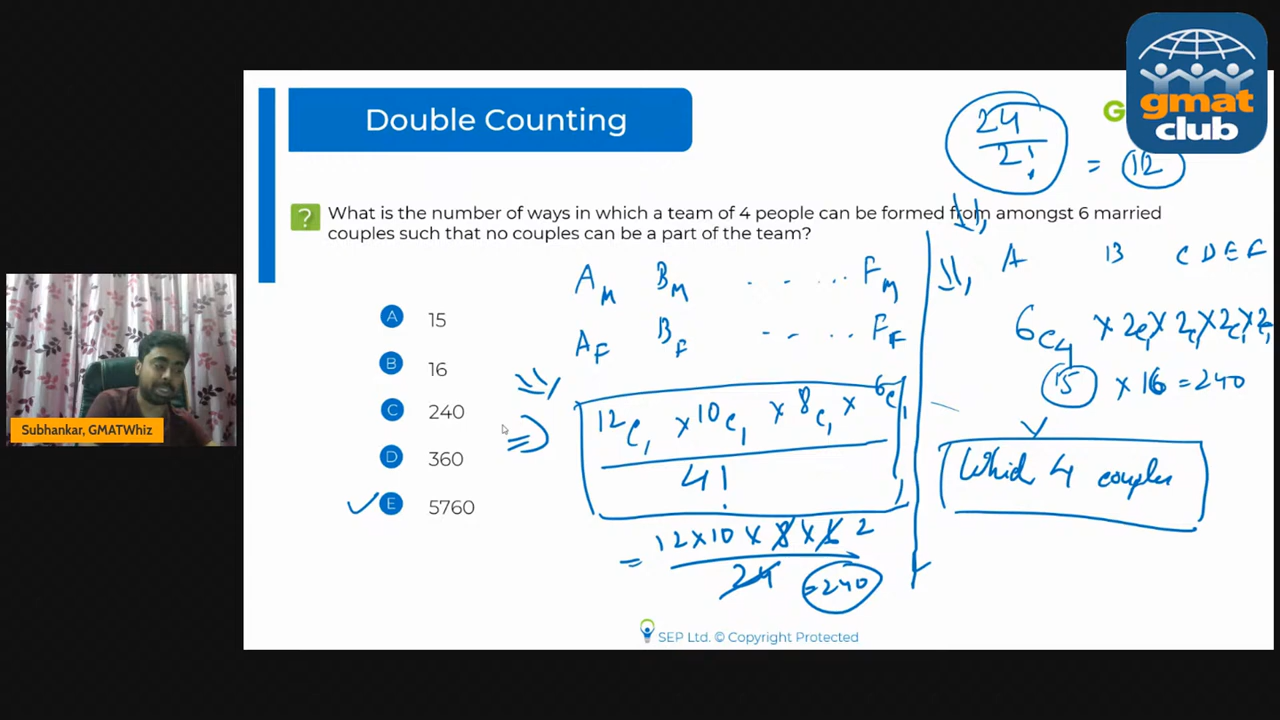 Double Counting
G
gmat
club
24
2!
= 12
? What is the number of ways in which a team of 4 people can be formed from amongst 6 married
couples such that no couples can be a part of the team?
A 15
B 16
C 240
D 360
E 5760
A_M B_M ..... F_M
A_F B_F .... F_F
¹²C₁ × ¹⁰C₁ × ⁸C₁ × ⁶C₁
4!
= 12×10×8×6 2
24 =240
A B C D E F
6C4 × 2C1 × 2C1 × 2C1 × 2C1
15 × 16 = 240
Which 4 couples
Subhankar, GMATWhiz
SEP Ltd. © Copyright Protected